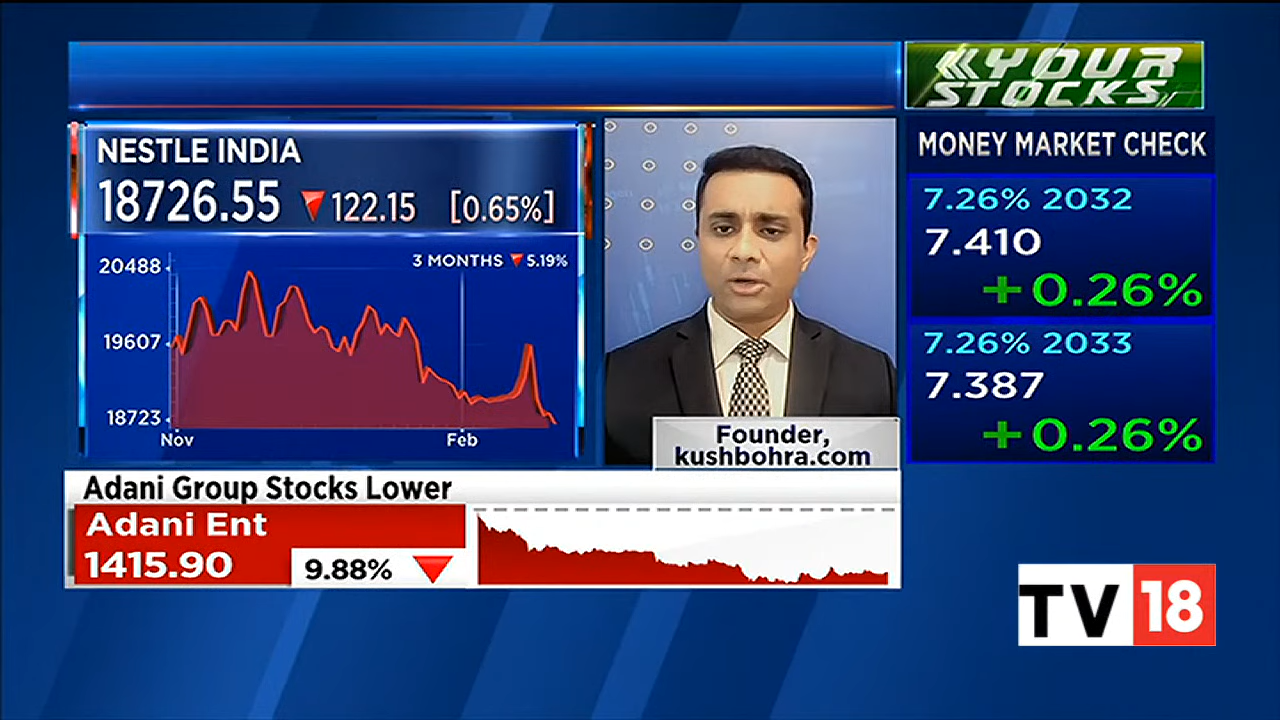 YOUR
STOCKS
NESTLE INDIA
18726.55 ▼122.15 [0.65%]
3 MONTHS ▼5.19%
20488
19607
18723
Nov Feb
Founder,
kushbohra.com
MONEY MARKET CHECK
7.26% 2032
7.410
+0.26%
7.26% 2033
7.387
+0.26%
Adani Group Stocks Lower
Adani Ent
1415.90 9.88% ▼
TV18